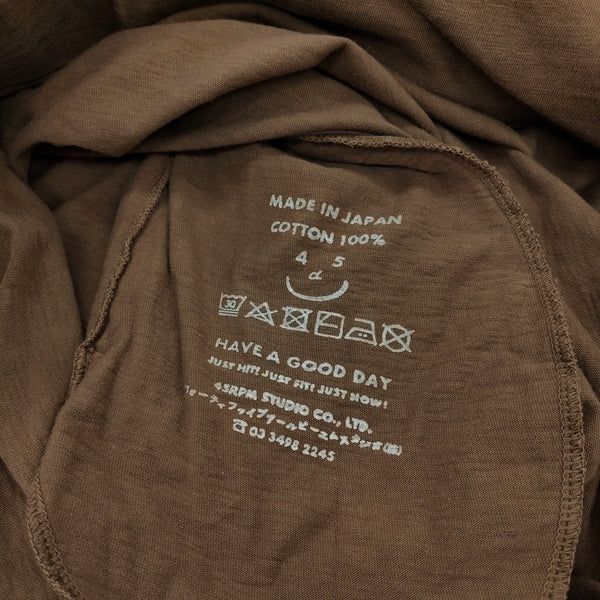 MADE IN JAPAN
COTTON 100%
4 5
d
30
HAVE A GOOD DAY
JUST HIT! JUST FIT! JUST NOW!
45RPM STUDIO CO., LTD.
フォーティファイブアールピーエムスタジオ(株)
☎ 03 3498 2245